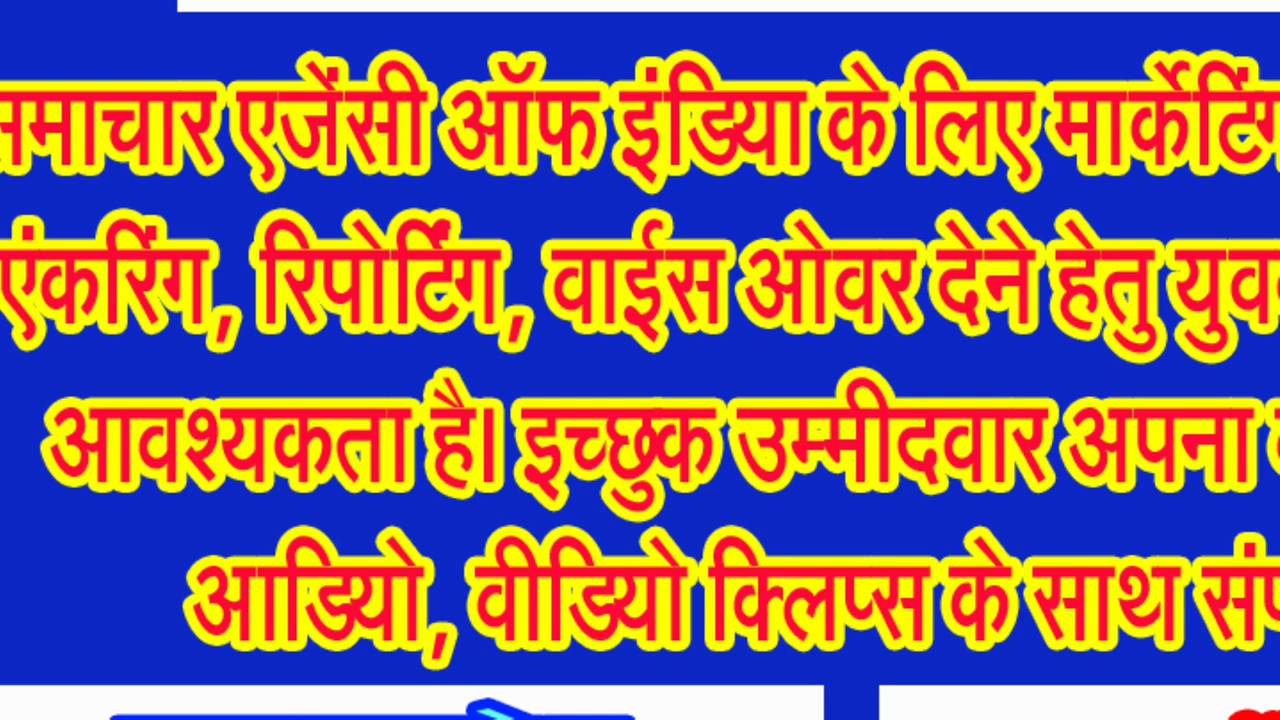 समाचार एजेंसी ऑफ इंडिया के लिए मार्केटिंग
एंकरिंग, रिपोर्टिंग, वाईस ओवर देने हेतु
आवश्यकता है। इच्छुक उम्मीदवार अपना
आडियो, वीडियो क्लिप्स के साथ